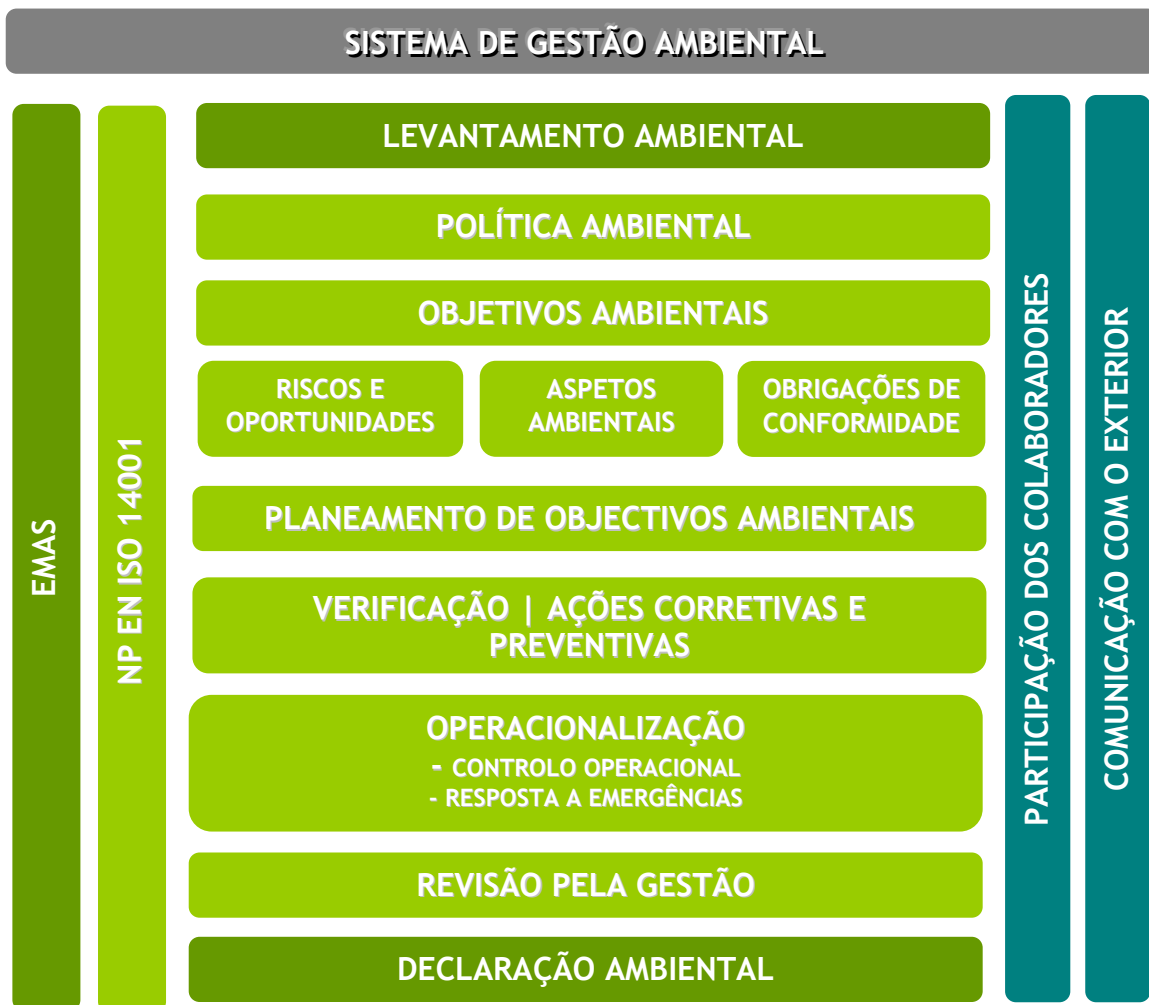 SISTEMA DE GESTÃO AMBIENTAL
EMAS
NP EN ISO 14001
LEVANTAMENTO AMBIENTAL
POLÍTICA AMBIENTAL
OBJETIVOS AMBIENTAIS
RISCOS E
OPORTUNIDADES
ASPETOS
AMBIENTAIS
OBRIGAÇÕES DE
CONFORMIDADE
PLANEAMENTO DE OBJECTIVOS AMBIENTAIS
VERIFICAÇÃO | AÇÕES CORRETIVAS E
PREVENTIVAS
OPERACIONALIZAÇÃO
- CONTROLO OPERACIONAL
- RESPOSTA A EMERGÊNCIAS
REVISÃO PELA GESTÃO
DECLARAÇÃO AMBIENTAL
PARTICIPAÇÃO DOS COLABORADORES
COMUNICAÇÃO COM O EXTERIOR